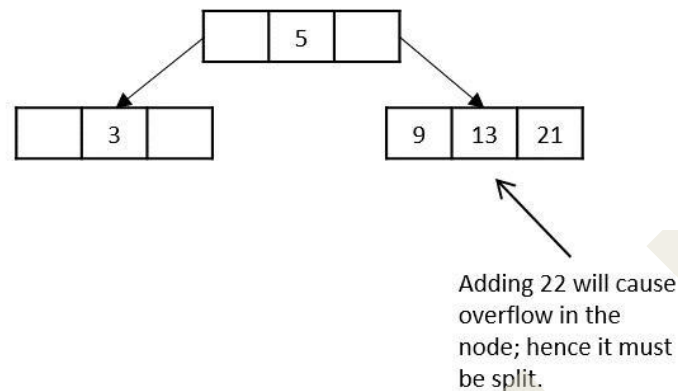 5
3
9 13 21
Adding 22 will cause
overflow in the
node; hence it must
be split.